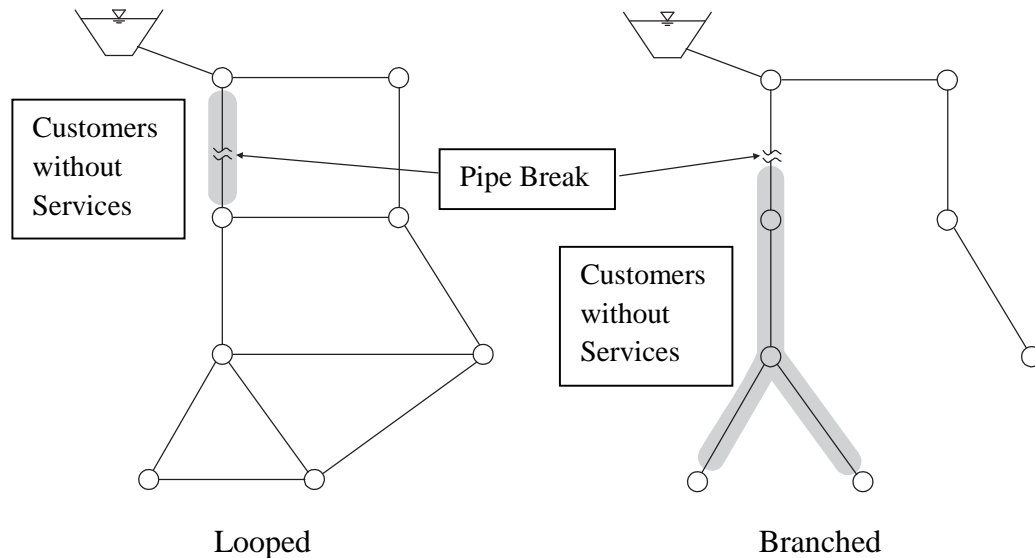 Customers
without
Services
Pipe Break
Customers
without
Services
Looped
Branched